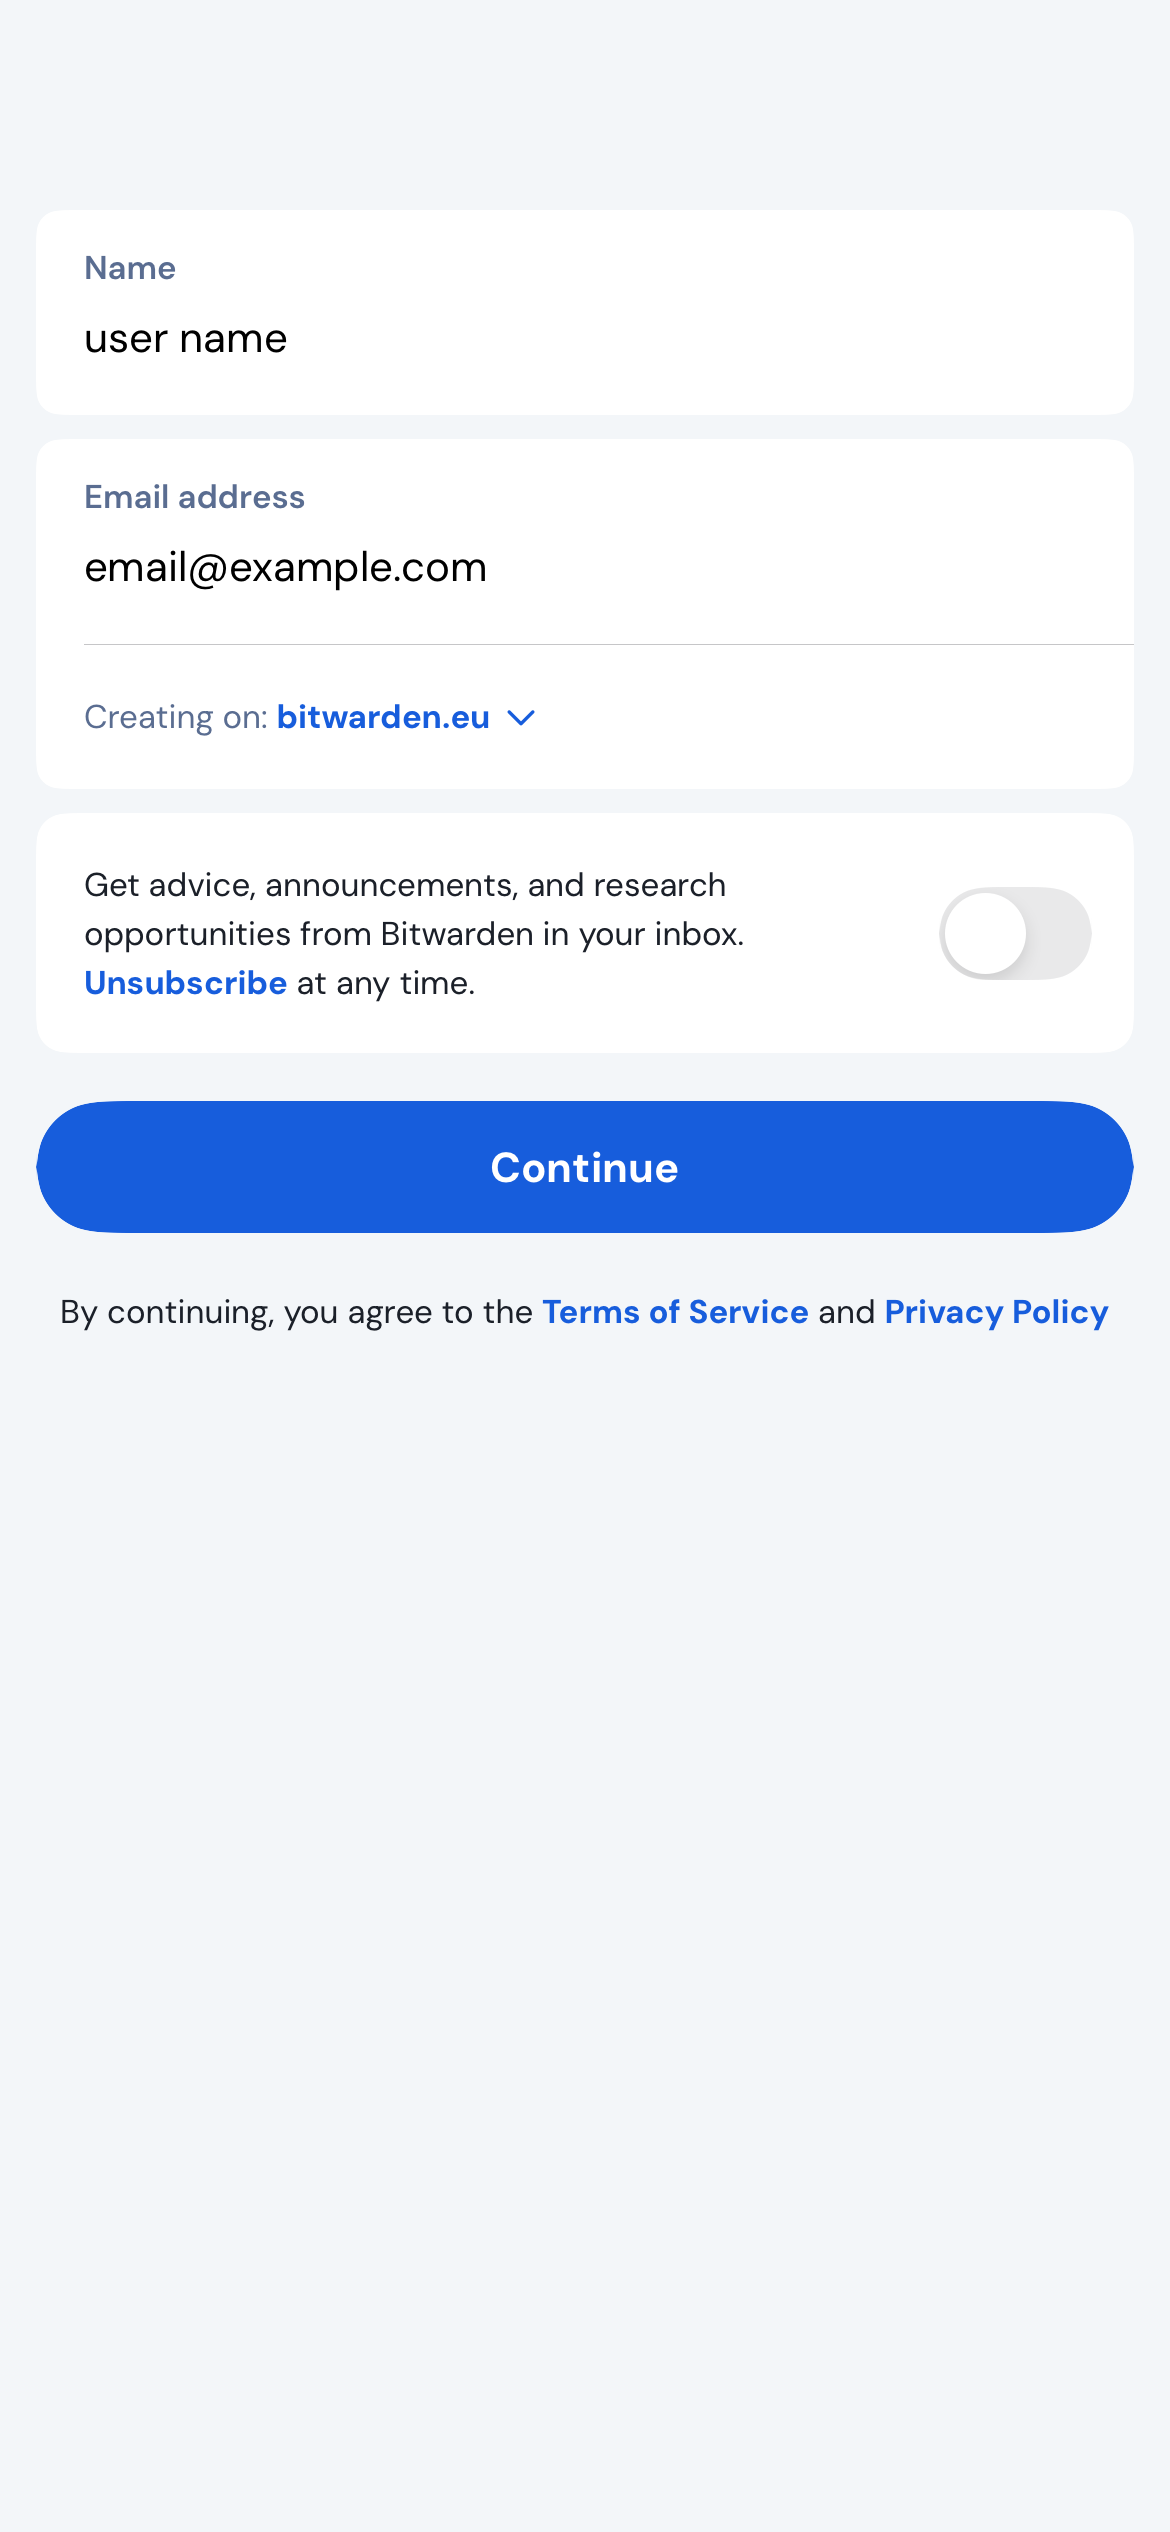 Name
user name
Email address
email@example.com
Creating on: bitwarden.eu
Get advice, announcements, and research
opportunities from Bitwarden in your inbox.
Unsubscribe at any time.
Continue
By continuing, you agree to the Terms of Service and Privacy Policy